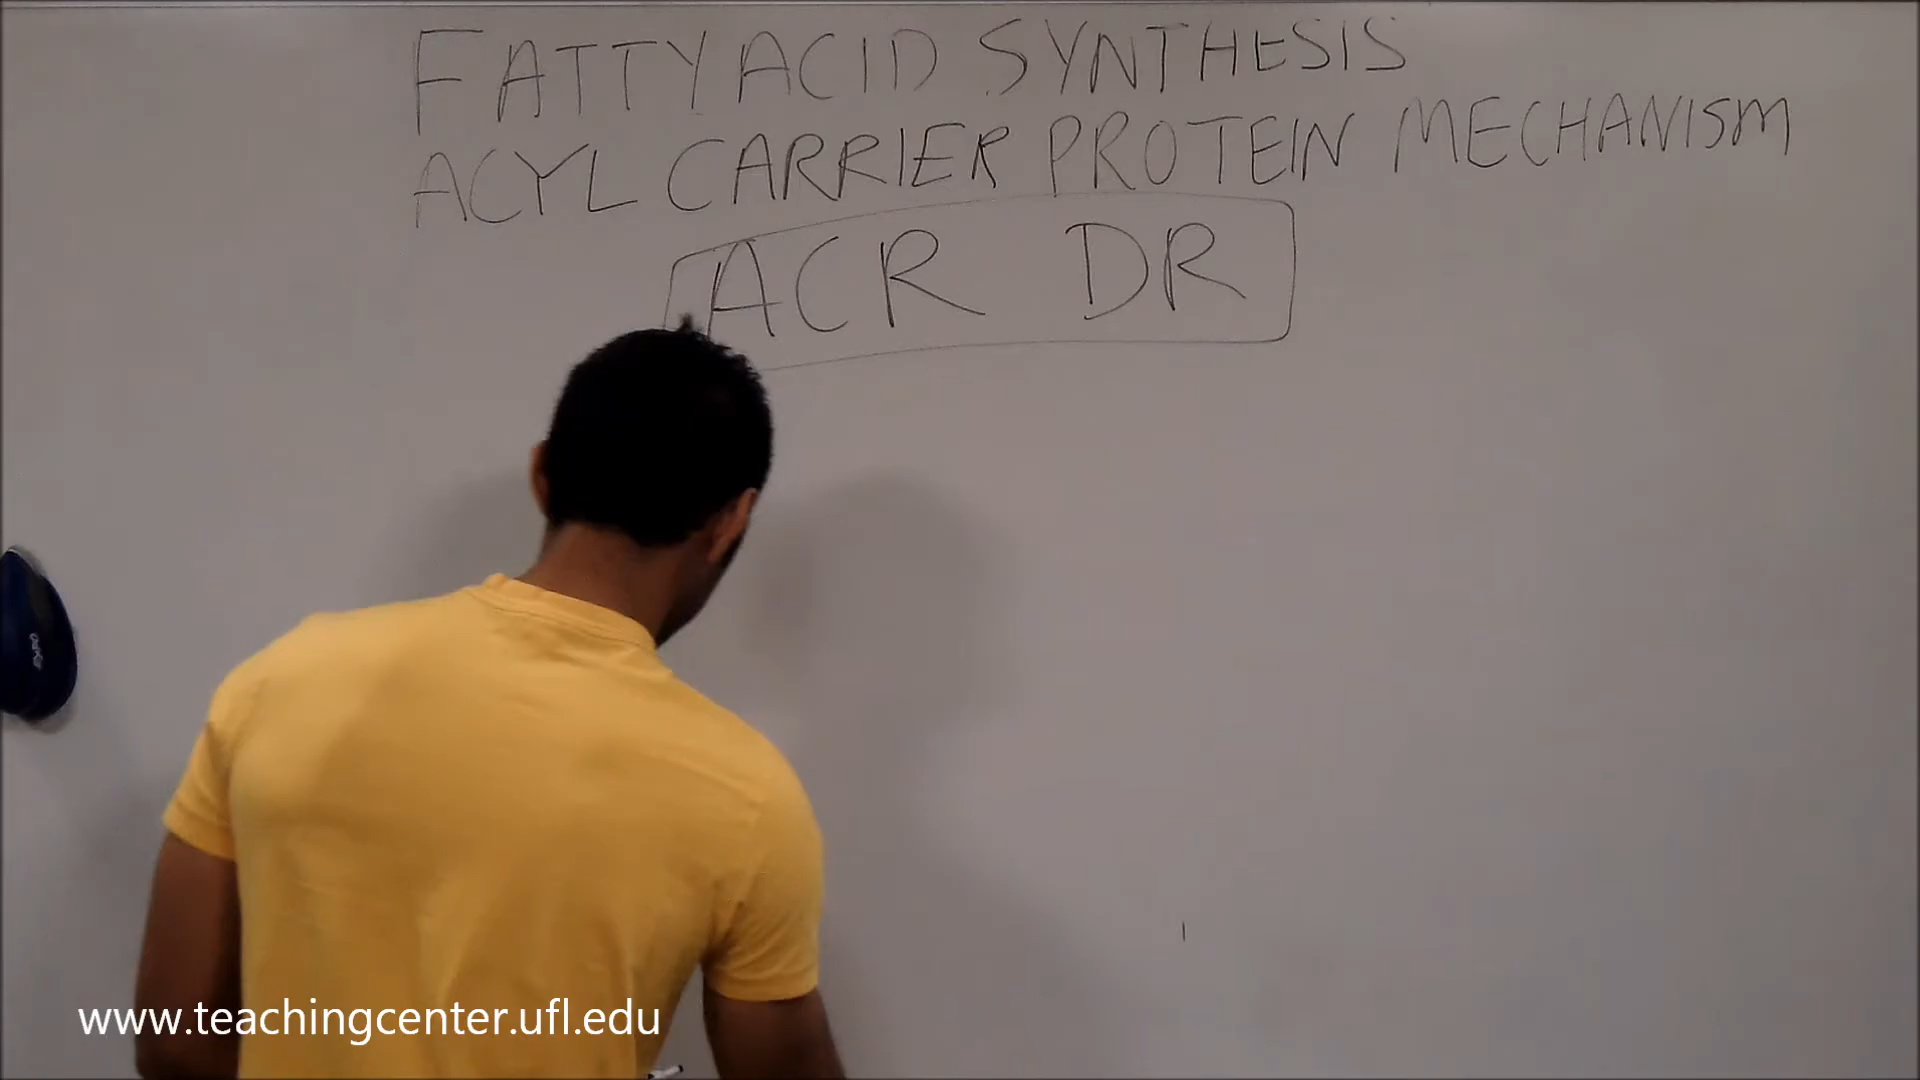 FATTY ACID SYNTHESIS
ACYL CARRIER PROTEIN MECHANISM
ACR DR
www.teachingcenter.ufl.edu